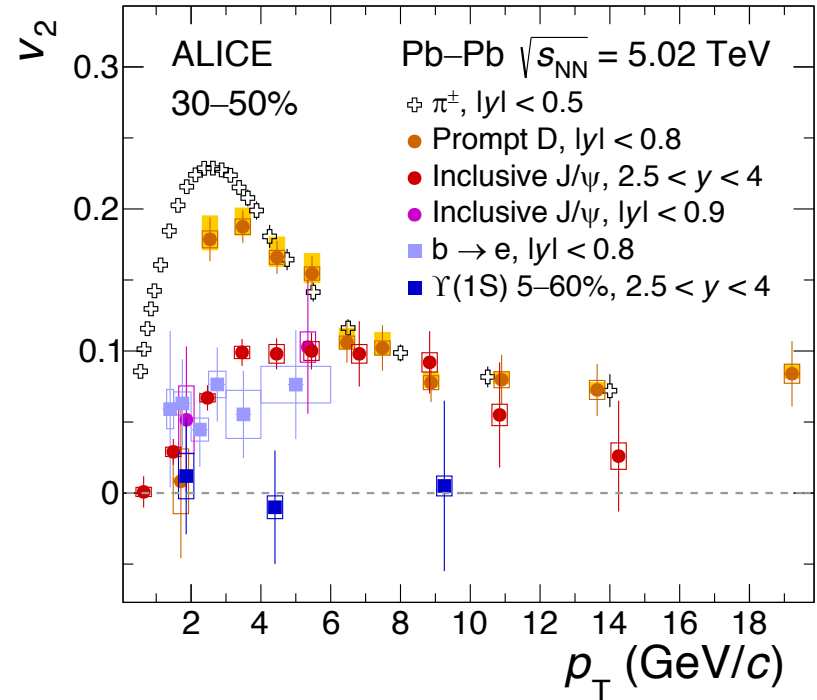 v₂
ALICE
30–50%
Pb–Pb √sNN = 5.02 TeV
π±, |y| < 0.5
Prompt D, |y| < 0.8
Inclusive J/ψ, 2.5 < y < 4
Inclusive J/ψ, |y| < 0.9
b → e, |y| < 0.8
ϒ(1S) 5–60%, 2.5 < y < 4
0.3
0.2
0.1
0
2 4 6 8 10 12 14 16 18
pT (GeV/c)